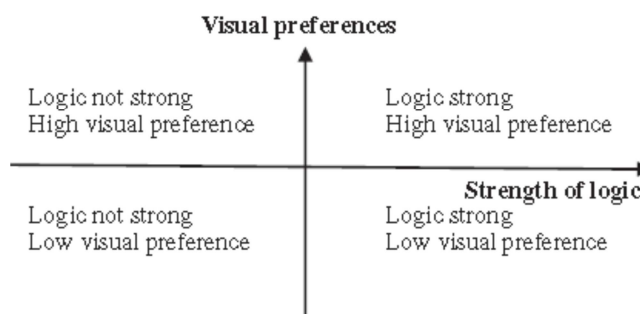 Visual preferences
Logic not strong
High visual preference
Logic strong
High visual preference
Strength of logic
Logic not strong
Low visual preference
Logic strong
Low visual preference